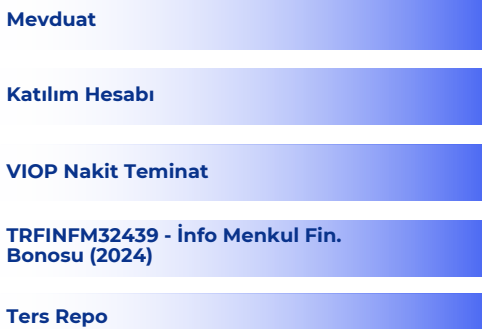 Mevduat
Katılım Hesabı
VIOP Nakit Teminat
TRFINFM32439 - İnfo Menkul Fin.
Bonosu (2024)
Ters Repo